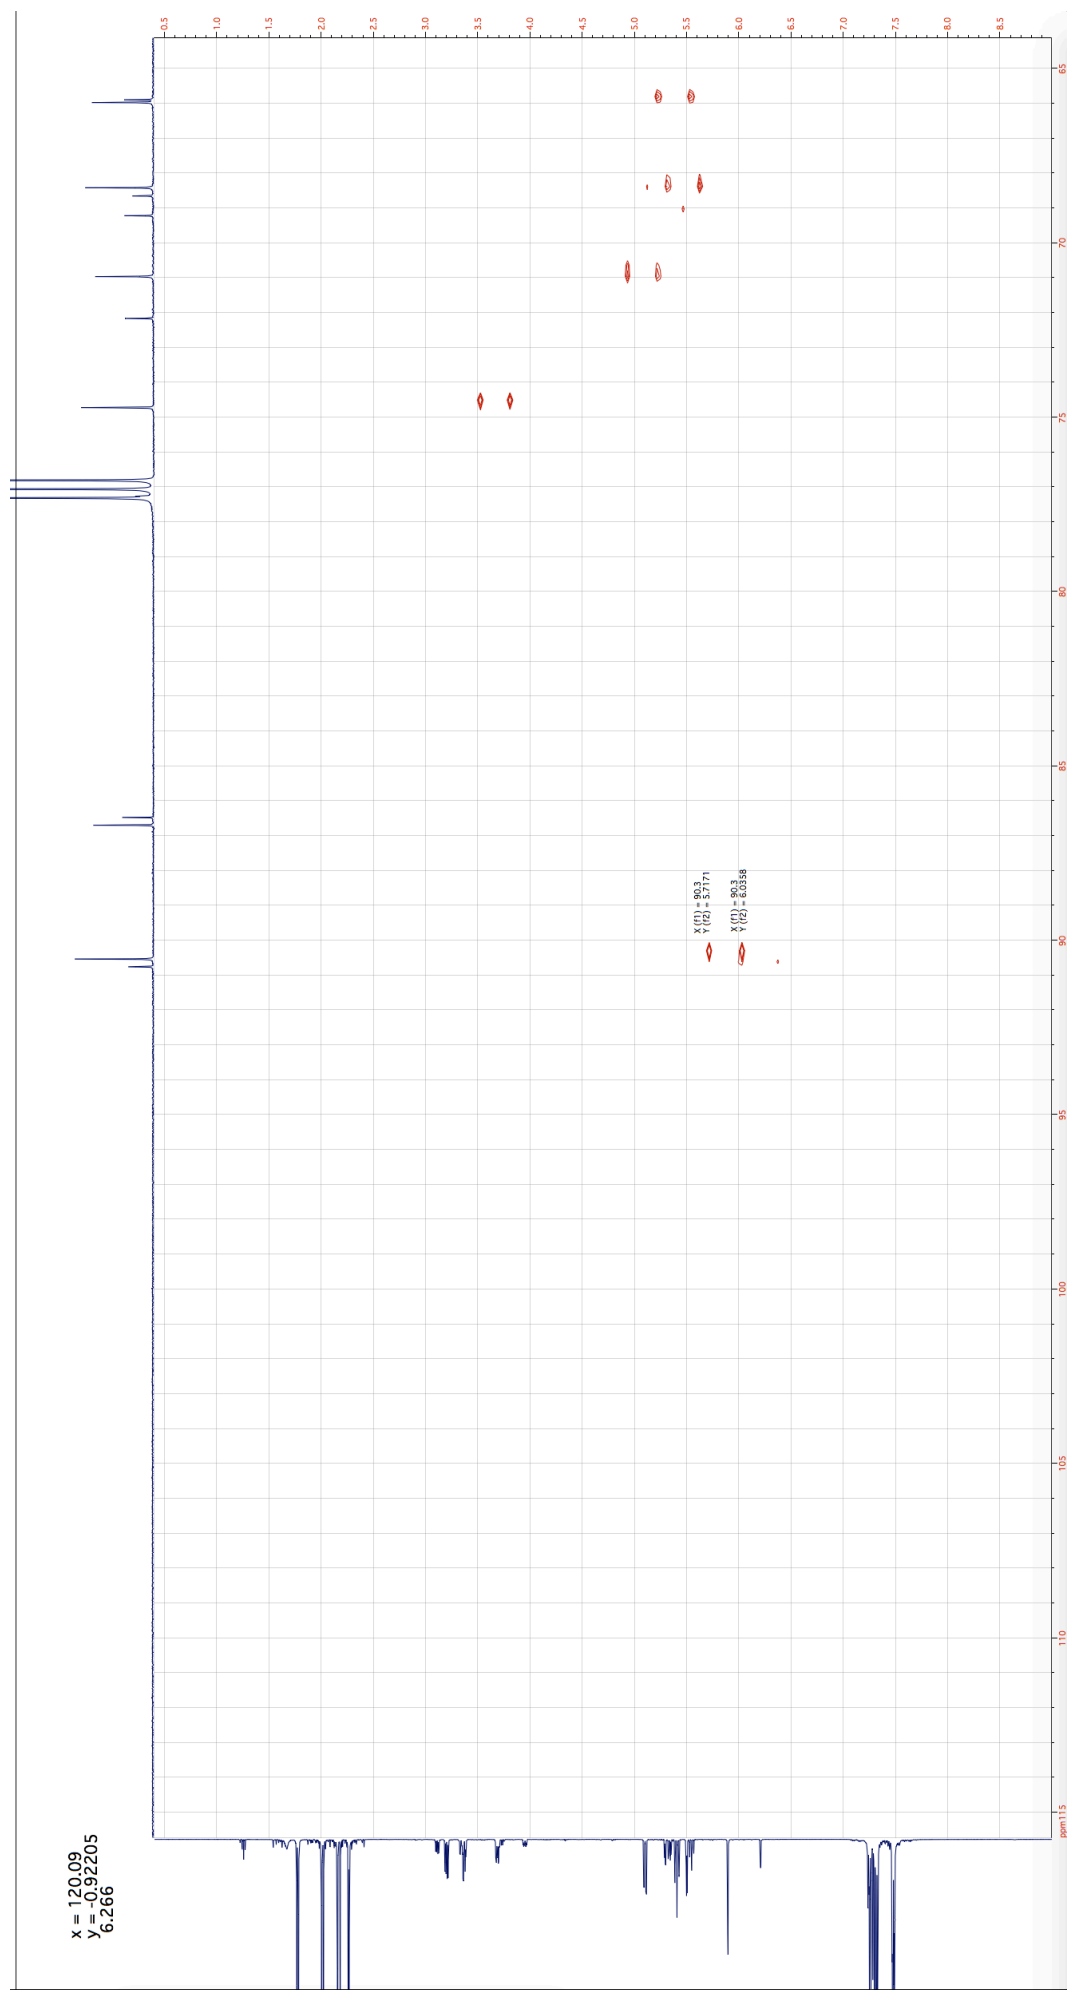 0.5 1.0 1.5 2.0 2.5 3.0 3.5 4.0 4.5 5.0 5.5 6.0 6.5 7.0 7.5 8.0 8.5
65
70
75
80
85
90
95
100
105
110
ppm115
X (f1) = 90.3
Y (f2) = 5.7171
X (f1) = 90.3
Y (f2) = 6.0358
x = 120.09
y = -0.92205
6.266